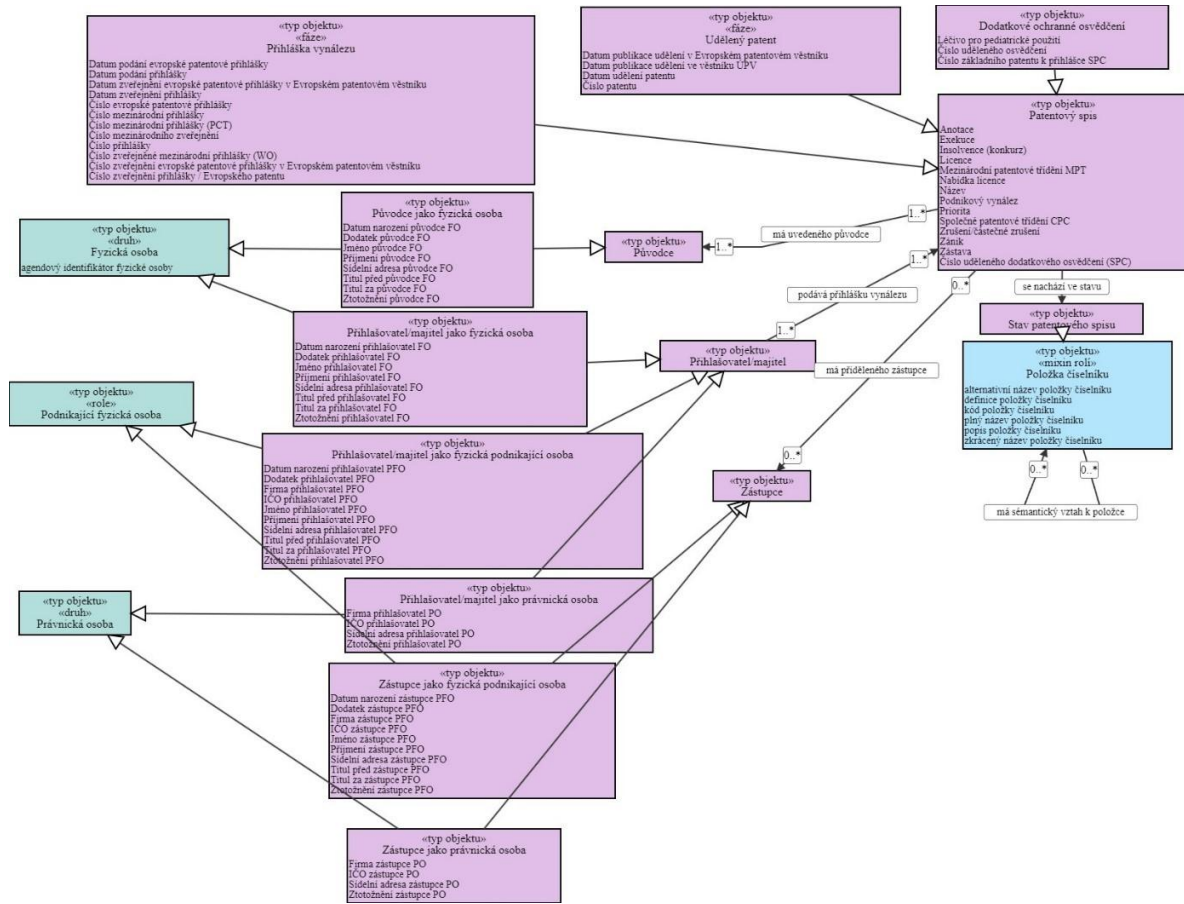 «typ objektu»
«fáze»
Přihláška vynálezu
Datum podání evropské patentové přihlášky
Datum podání přihlášky
Datum zveřejnění evropské patentové přihlášky v Evropském patentovém věstníku
Datum zveřejnění přihlášky
Číslo evropské patentové přihlášky
Číslo mezinárodní přihlášky
Číslo mezinárodní přihlášky (PCT)
Číslo mezinárodního zveřejnění
Číslo přihlášky
Číslo zveřejněné mezinárodní přihlášky (WO)
Číslo zveřejnění evropské patentové přihlášky v Evropském patentovém věstníku
Číslo zveřejnění přihlášky / Evropského patentu
«typ objektu»
«fáze»
Udělený patent
Datum publikace udělení v Evropském patentovém věstníku
Datum publikace udělení ve věstníku ÚPV
Datum udělení patentu
Číslo patentu
«typ objektu»
Dodatkové ochranné osvědčení
Léčivo pro pediatrické použití
Číslo uděleného osvědčení
Číslo základního patentu k přihlášce SPC
«typ objektu»
Patentový spis
Anotace
Exekuce
Insolvence (konkurz)
Licence
Mezinárodní patentové třídění MPT
Nabídka licence
Název
Podnikový vynález
Priorita
Společné patentové třídění CPC
Zrušení/částečné zrušení
Zánik
Zástava
Číslo uděleného dodatkového osvědčení (SPC)
«typ objektu»
Původce jako fyzická osoba
Datum narození původce FO
Dodatek původce FO
Jméno původce FO
Příjmení původce FO
Sídelní adresa původce FO
Titul před původce FO
Titul za původce FO
Ztotožnění původce FO
«typ objektu»
«druh»
Fyzická osoba
agendový identifikátor fyzické osoby
«typ objektu»
Původce
1..*
má uvedeného původce
1..*
podává přihlášku vynálezu
1..*
1..*
0..*
má přiděleného zástupce
0..*
se nachází ve stavu
«typ objektu»
Stav patentového spisu
«typ objektu»
Přihlašovatel/majitel jako fyzická osoba
Datum narození přihlašovatel FO
Dodatek přihlašovatel FO
Jméno přihlašovatel FO
Příjmení přihlašovatel FO
Sídelní adresa přihlašovatel FO
Titul před přihlašovatel FO
Titul za přihlašovatel FO
Ztotožnění přihlašovatel FO
«typ objektu»
Přihlašovatel/majitel
«typ objektu»
«mixin rolí»
Položka číselníku
alternativní název položky číselníku
definice položky číselníku
kód položky číselníku
plný název položky číselníku
popis položky číselníku
zkrácený název položky číselníku
0..*
0..*
má sémantický vztah k položce
«typ objektu»
«role»
Podnikající fyzická osoba
«typ objektu»
Přihlašovatel/majitel jako fyzická podnikající osoba
Datum narození přihlašovatel PFO
Dodatek přihlašovatel PFO
Firma přihlašovatel PFO
IČO přihlašovatel PFO
Jméno přihlašovatel PFO
Příjmení přihlašovatel PFO
Sídelní adresa přihlašovatel PFO
Titul před přihlašovatel PFO
Titul za přihlašovatel PFO
Ztotožnění přihlašovatel PFO
«typ objektu»
Zástupce
«typ objektu»
«druh»
Právnická osoba
«typ objektu»
Přihlašovatel/majitel jako právnická osoba
Firma přihlašovatel PO
IČO přihlašovatel PO
Sídelní adresa přihlašovatel PO
Ztotožnění přihlašovatel PO
«typ objektu»
Zástupce jako fyzická podnikající osoba
Datum narození zástupce PFO
Dodatek zástupce PFO
Firma zástupce PFO
IČO zástupce PFO
Jméno zástupce PFO
Příjmení zástupce PFO
Sídelní adresa zástupce PFO
Titul před zástupce PFO
Titul za zástupce PFO
Ztotožnění zástupce PFO
«typ objektu»
Zástupce jako právnická osoba
Firma zástupce PO
IČO zástupce PO
Sídelní adresa zástupce PO
Ztotožnění zástupce PO